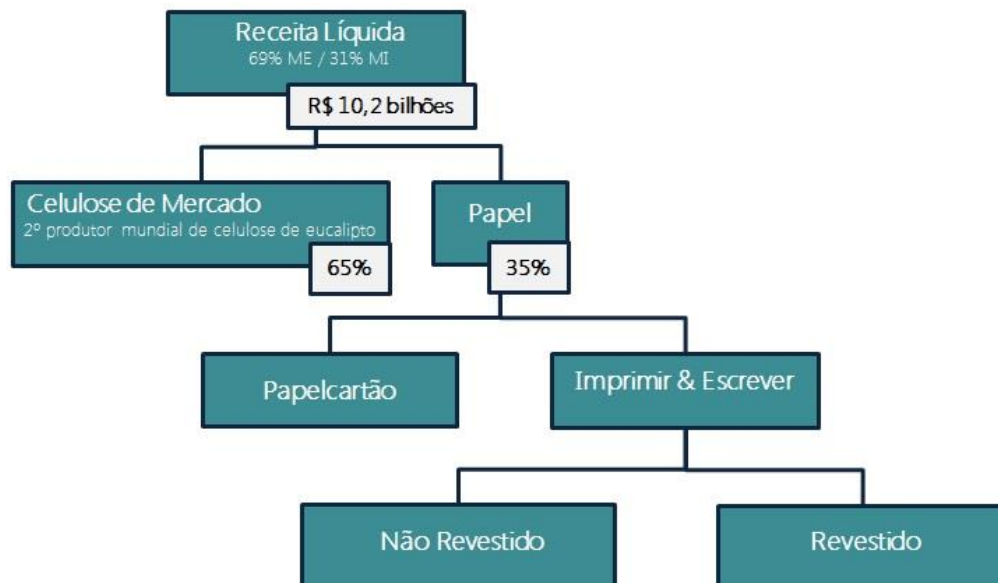 Receita Líquida
69% ME / 31% MI
R$ 10,2 bilhões
Celulose de Mercado
2º produtor mundial de celulose de eucalipto
65%
Papel
35%
Papelcartão
Imprimir & Escrever
Não Revestido
Revestido